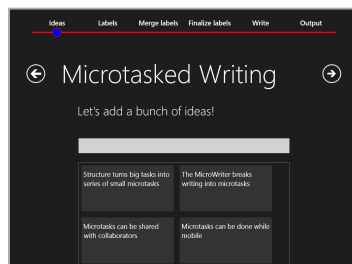 Ideas Labels Merge labels Finalize labels Write Output
Microtasked Writing
Let's add a bunch of ideas!
Structure turns big tasks into
series of small microtasks
The MicroWriter breaks
writing into microtasks
Microtasks can be shared
with collaborators
Microtasks can be done while
mobile